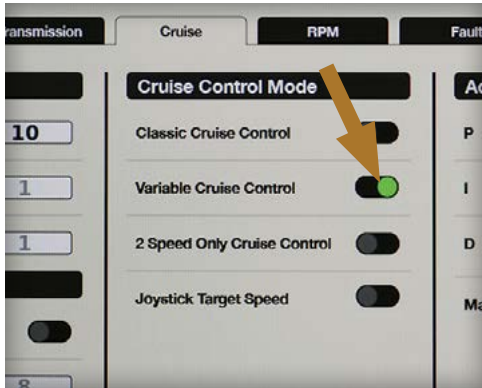 ransmission
Cruise
RPM
Fault
Cruise Control Mode
A
10
Classic Cruise Control
P
1
Variable Cruise Control
I
1
2 Speed Only Cruise Control
D
Joystick Target Speed
Ma
8